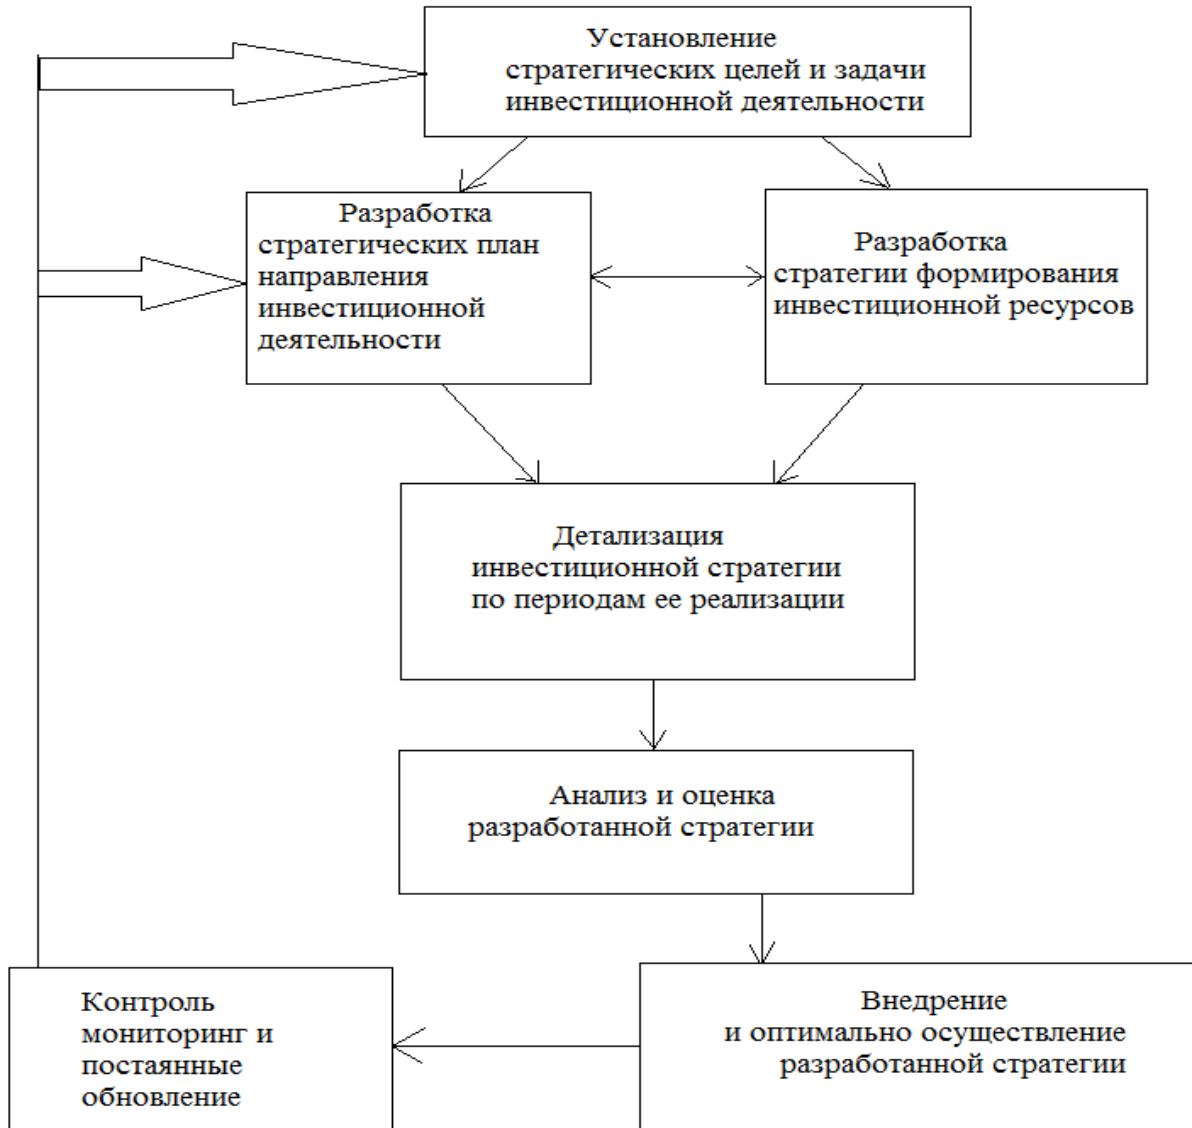 Установление
стратегических целей и задачи
инвестиционной деятельности
Разработка
стратегических план
направления
инвестиционной
деятельности
Разработка
стратегии формирования
инвестиционной ресурсов
Детализация
инвестиционной стратегии
по периодам ее реализации
Анализ и оценка
разработанной стратегии
Контроль
мониторинг и
постаянные
обновление
Внедрение
и оптимально осуществление
разработанной стратегии